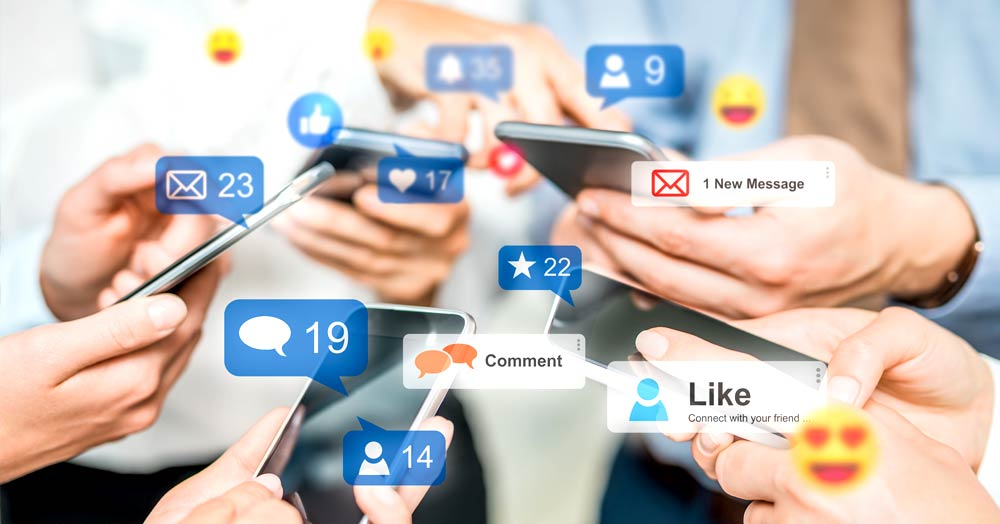 35
9
23
17
1 New Message
22
19
Comment
Like
Connect with your friend ...
14